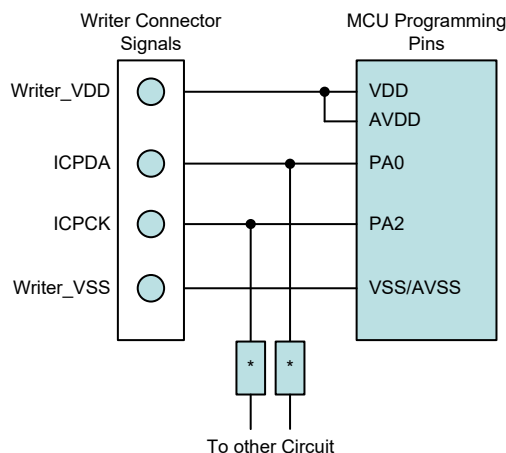 Writer Connector
Signals
MCU Programming
Pins
Writer_VDD
VDD
AVDD
ICPDA
PA0
ICPCK
PA2
Writer_VSS
VSS/AVSS
*
*
To other Circuit